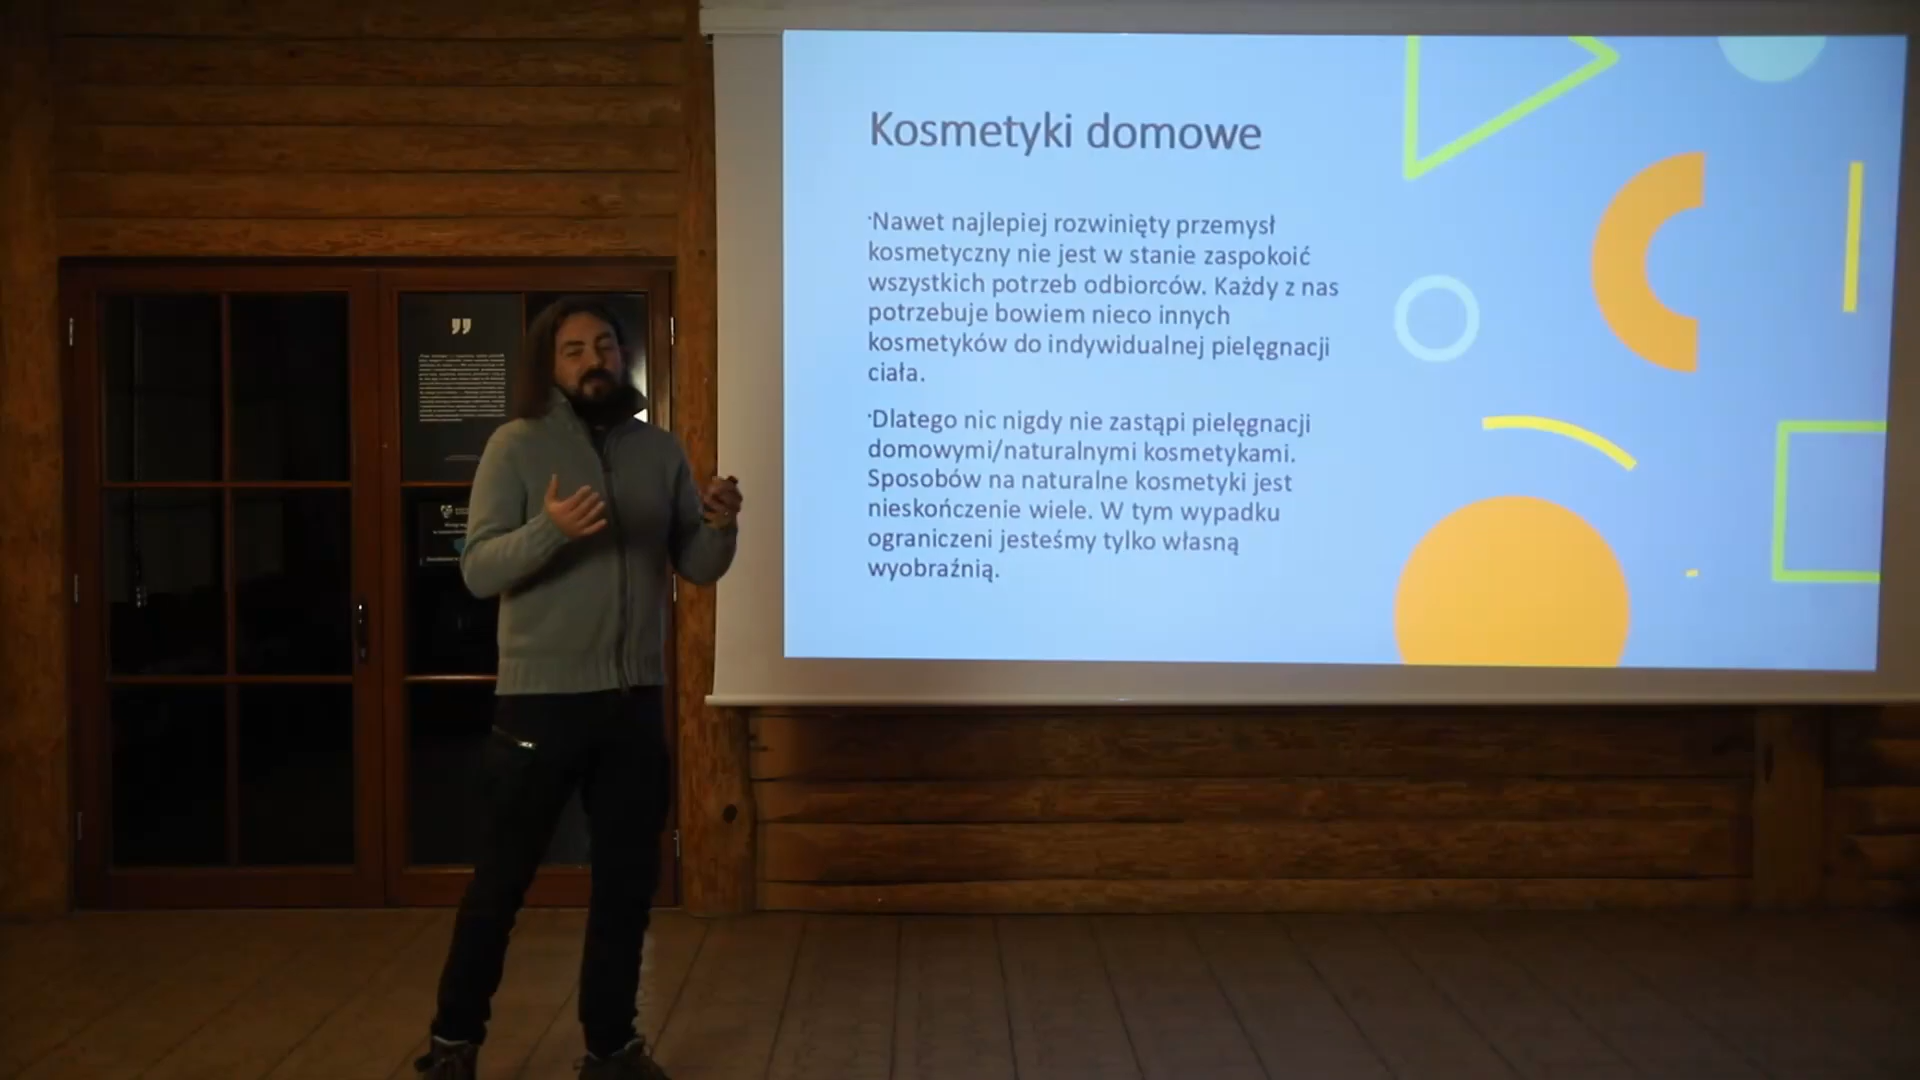 Kosmetyki domowe
·Nawet najlepiej rozwinięty przemysł
kosmetyczny nie jest w stanie zaspokoić
wszystkich potrzeb odbiorców. Każdy z nas
potrzebuje bowiem nieco innych
kosmetyków do indywidualnej pielęgnacji
ciała.
·Dlatego nic nigdy nie zastąpi pielęgnacji
domowymi/naturalnymi kosmetykami.
Sposobów na naturalne kosmetyki jest
nieskończenie wiele. W tym wypadku
ograniczeni jesteśmy tylko własną
wyobraźnią.